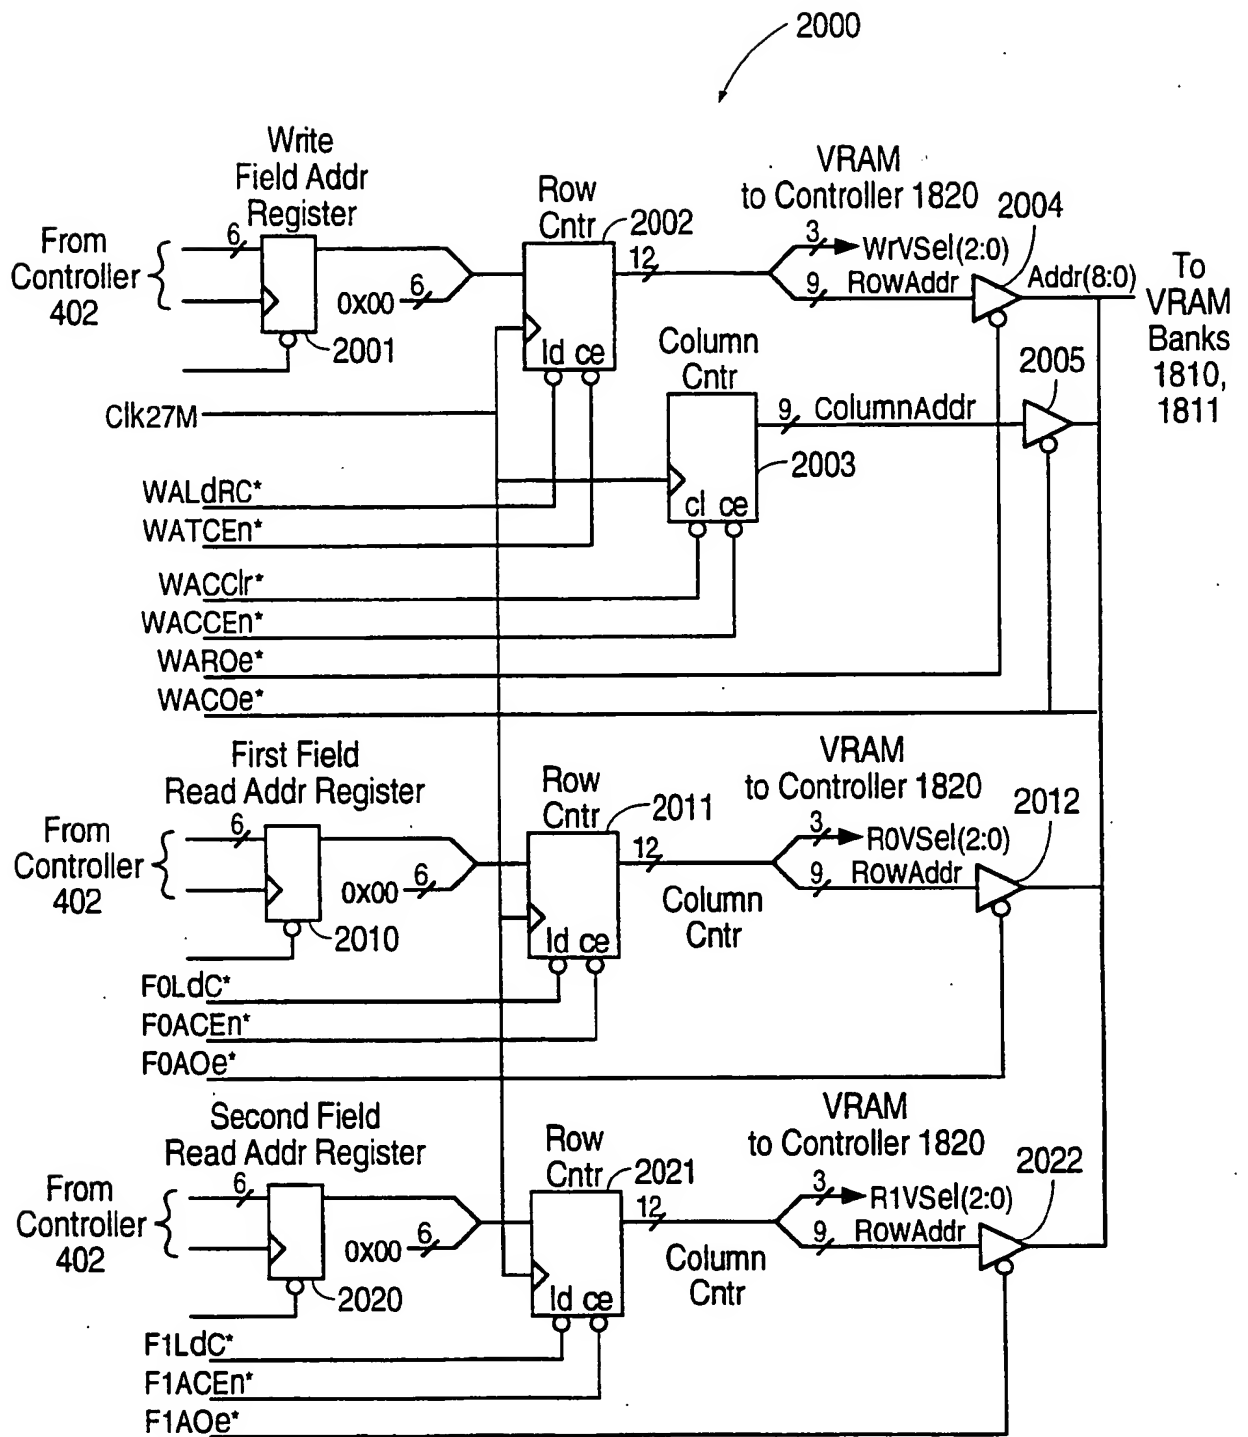 2000
Write
Field Addr
Register
From
Controller
402
6
0X00
6
2001
Row
Cntr
2002
12
VRAM
to Controller 1820
3
WrVSel(2:0)
9
RowAddr
2004
Addr(8:0)
To
VRAM
Banks
1810,
1811
ld ce
Clk27M
Column
Cntr
9
ColumnAddr
2005
2003
cl ce
WALdRC*
WATCEn*
WACClr*
WACCEn*
WAROe*
WACOe*
First Field
Read Addr Register
From
Controller
402
6
0X00
6
2010
Row
Cntr
2011
12
Column
Cntr
VRAM
to Controller 1820
3
R0VSel(2:0)
9
RowAddr
2012
ld ce
F0LdC*
F0ACEn*
F0AOe*
Second Field
Read Addr Register
From
Controller
402
6
0X00
6
2020
Row
Cntr
2021
12
Column
Cntr
VRAM
to Controller 1820
3
R1VSel(2:0)
9
RowAddr
2022
ld ce
F1LdC*
F1ACEn*
F1AOe*